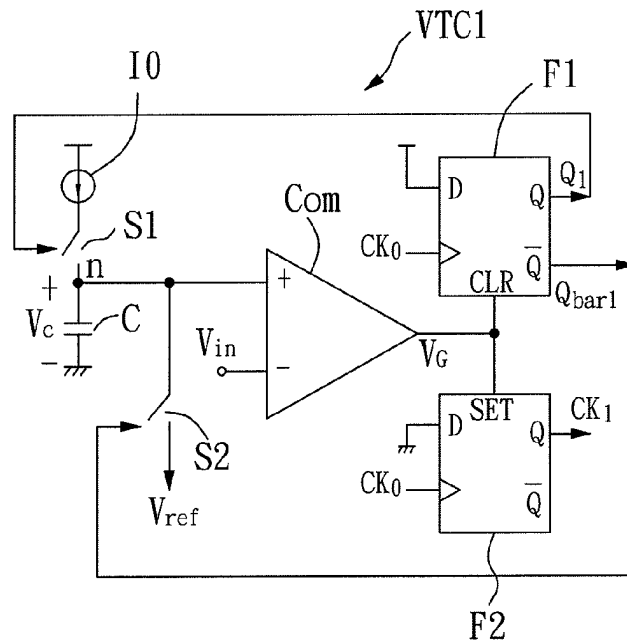 VTC1
I0
F1
D
Q
Q1
CK0
Q̅
CLR
Qbar1
S1
n
Com
+
+
Vc
C
-
Vin
-
VG
S2
Vref
SET
D
Q
CK1
CK0
Q̅
F2